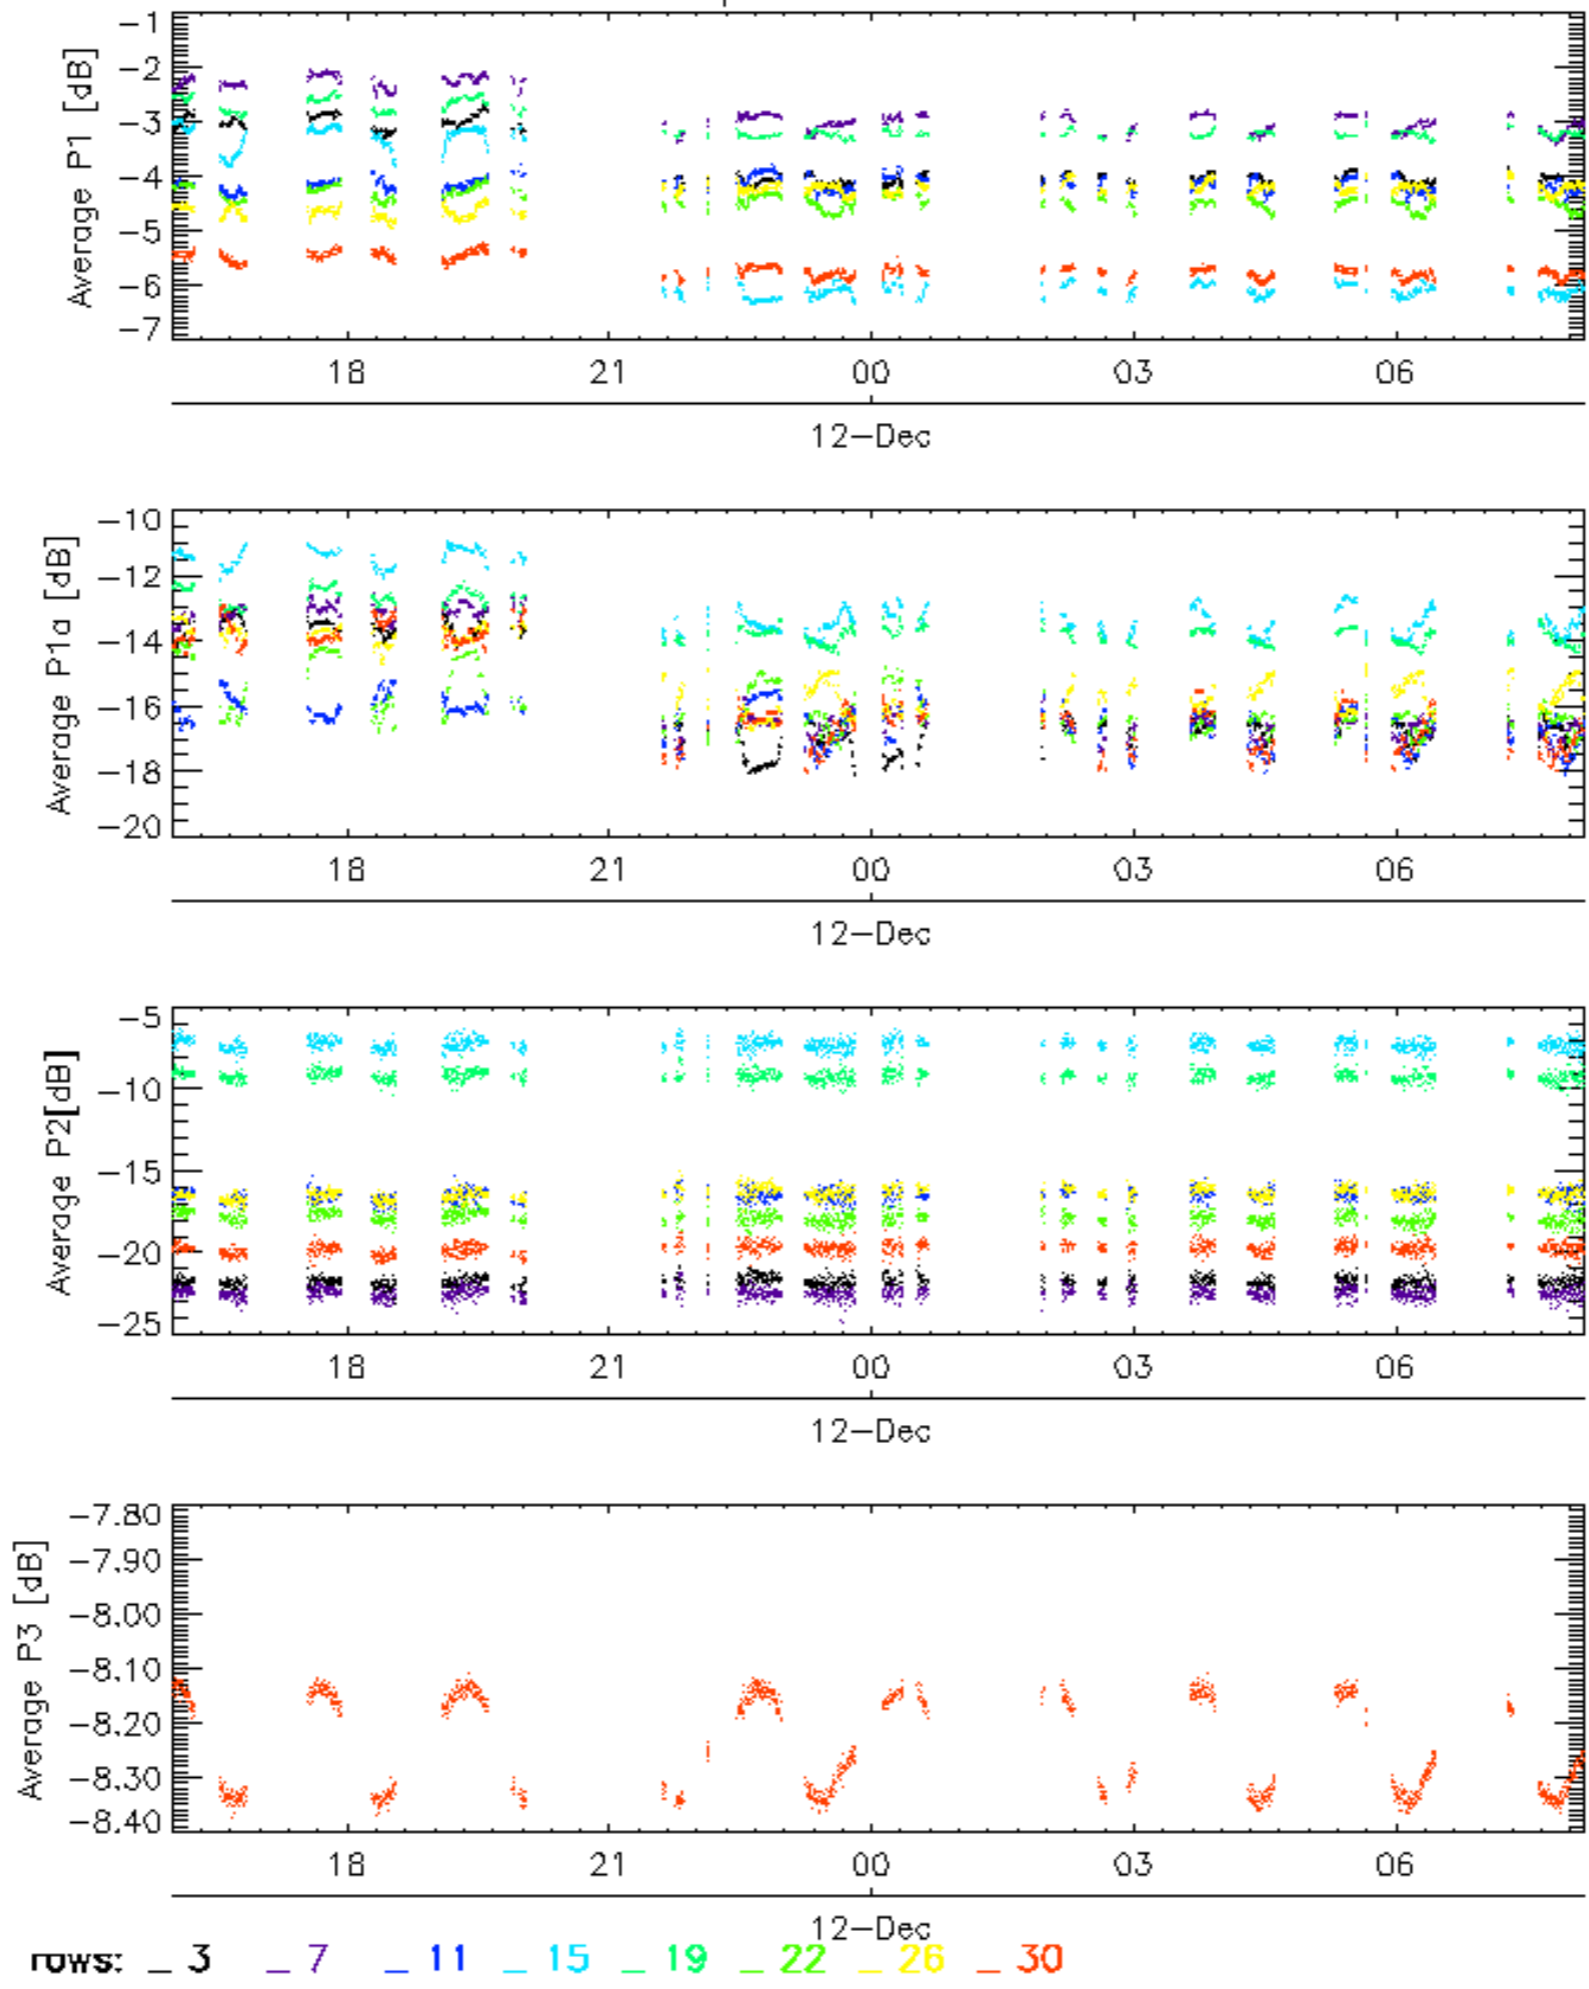 Average P1 [dB]
-1
-2
-3
-4
-5
-6
-7
18 21 00 03 06
12-Dec
Average P1a [dB]
-10
-12
-14
-16
-18
-20
18 21 00 03 06
12-Dec
Average P2[dB]
-5
-10
-15
-20
-25
18 21 00 03 06
12-Dec
Average P3 [dB]
-7.80
-7.90
-8.00
-8.10
-8.20
-8.30
-8.40
18 21 00 03 06
12-Dec
rows: _ 3 _ 7 _ 11 _ 15 _ 19 _ 22 _ 26 _ 30